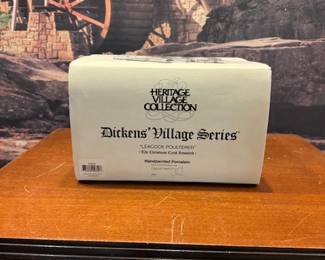 HERITAGE
VILLAGE
COLLECTION
Dickens' Village Series
"LEACOCK POULTERER"
(The Christmas Carol Revisited)
Handpainted Porcelain